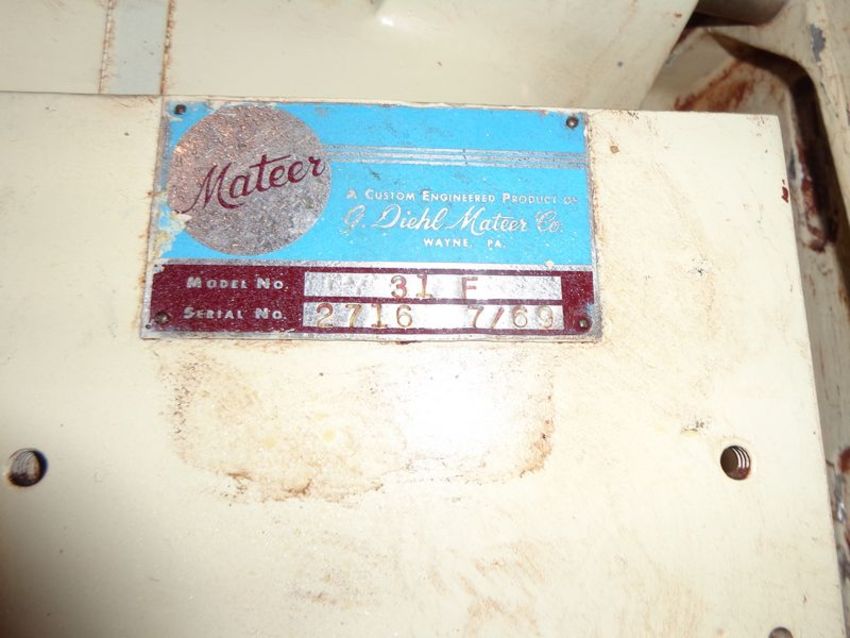 Mateer
A CUSTOM ENGINEERED PRODUCT OF
G. Diehl Mateer Co.
WAYNE, PA.
MODEL NO. 31 F
SERIAL NO. 2716 7/69